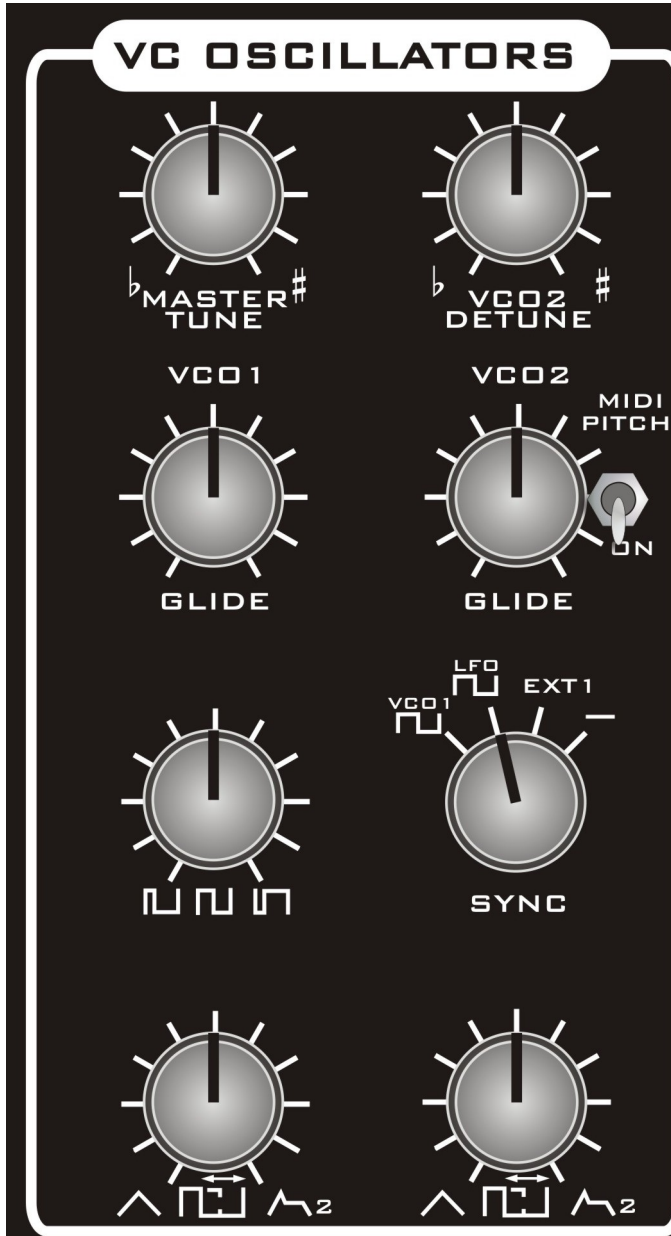 VC OSCILLATORS
♭ MASTER ♯
TUNE
♭ VCO2 ♯
DETUNE
VCO1
VCO2
MIDI
PITCH
ON
GLIDE
GLIDE
VCO1
LFO
EXT1
SYNC
2
2